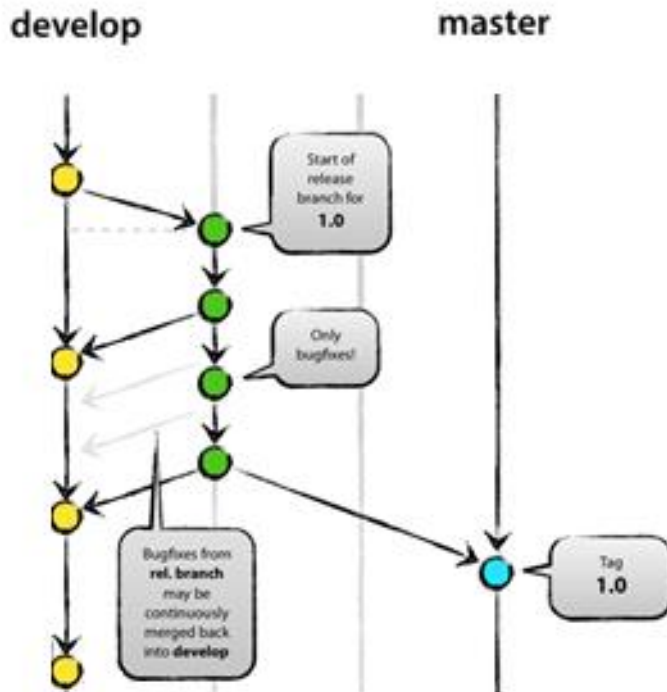 develop
master
Start of
release
branch for
1.0
Only
bugfixes!
Bugfixes from
rel. branch
may be
continuously
merged back
into develop
Tag
1.0